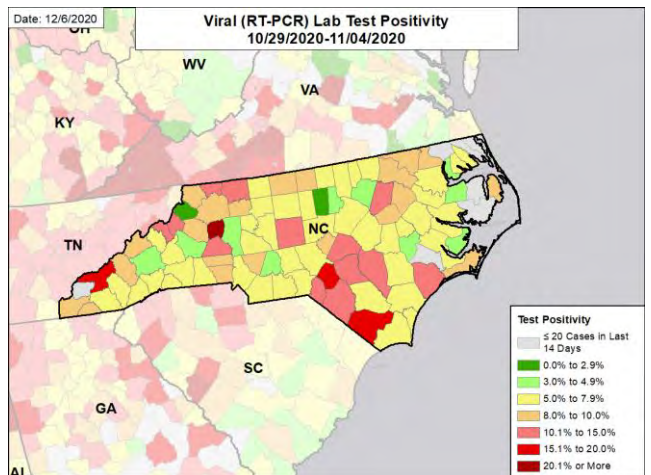 Date: 12/6/2020
Viral (RT-PCR) Lab Test Positivity
10/29/2020-11/04/2020
OH
WV
VA
KY
TN
NC
SC
GA
AL
Test Positivity
≤ 20 Cases in Last
14 Days
0.0% to 2.9%
3.0% to 4.9%
5.0% to 7.9%
8.0% to 10.0%
10.1% to 15.0%
15.1% to 20.0%
20.1% or More